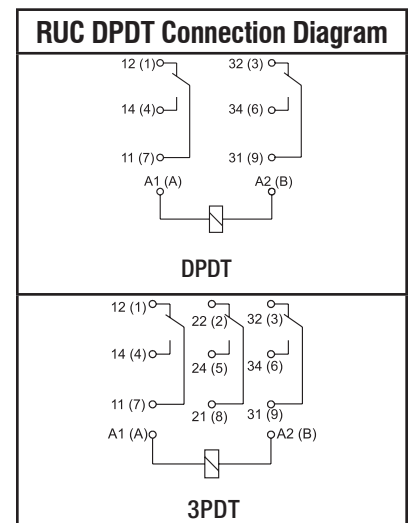 RUC DPDT Connection Diagram
12 (1) 32 (3)
14 (4) 34 (6)
11 (7) 31 (9)
A1 (A) A2 (B)
DPDT
12 (1) 22 (2) 32 (3)
14 (4) 24 (5) 34 (6)
11 (7) 21 (8) 31 (9)
A1 (A) A2 (B)
3PDT